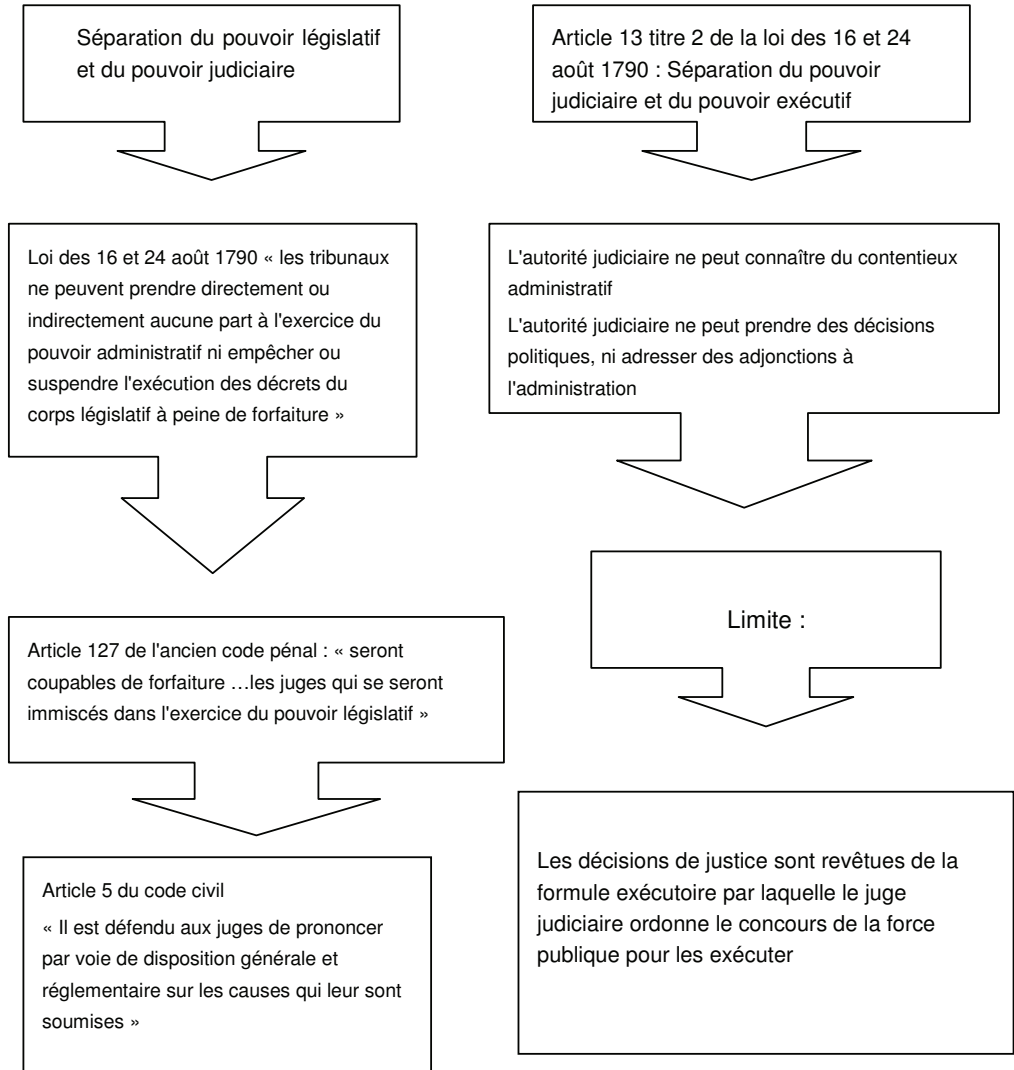 Séparation du pouvoir législatif
et du pouvoir judiciaire
Loi des 16 et 24 août 1790 « les tribunaux
ne peuvent prendre directement ou
indirectement aucune part à l'exercice du
pouvoir administratif ni empêcher ou
suspendre l'exécution des décrets du
corps législatif à peine de forfaiture »
Article 127 de l'ancien code pénal : « seront
coupables de forfaiture …les juges qui se seront
immiscés dans l'exercice du pouvoir législatif »
Article 5 du code civil
« Il est défendu aux juges de prononcer
par voie de disposition générale et
réglementaire sur les causes qui leur sont
soumises »
Article 13 titre 2 de la loi des 16 et 24
août 1790 : Séparation du pouvoir
judiciaire et du pouvoir exécutif
L'autorité judiciaire ne peut connaître du contentieux
administratif
L'autorité judiciaire ne peut prendre des décisions
politiques, ni adresser des adjonctions à
l'administration
Limite :
Les décisions de justice sont revêtues de la
formule exécutoire par laquelle le juge
judiciaire ordonne le concours de la force
publique pour les exécuter